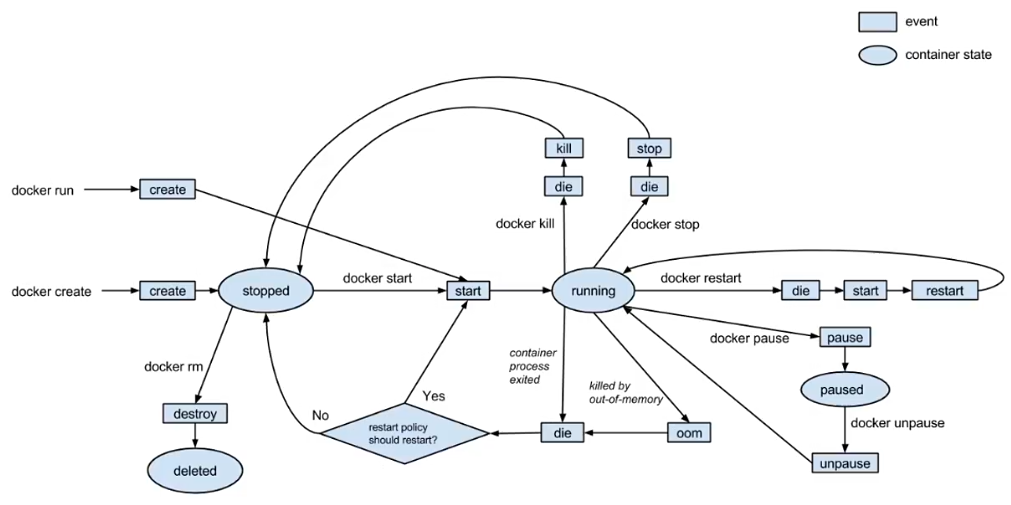 event
container state
kill
stop
docker run
create
die
die
docker kill
docker stop
docker create
create
stopped
docker start
start
running
docker restart
die
start
restart
docker pause
pause
container
process
exited
docker rm
killed by
out-of-memory
paused
Yes
No
destroy
restart policy
should restart?
die
oom
docker unpause
deleted
unpause